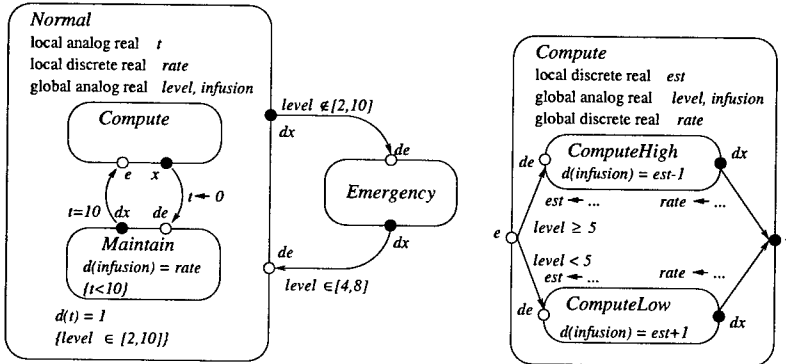 Normal
local analog real t
local discrete real rate
global analog real level, infusion
Compute
e x
t ← 0
t=10 dx de
Maintain
d(infusion) = rate
{t<10}
d(t) = 1
{level ∈ [2,10]}
level ∉[2,10]
dx
de
Emergency
dx
de
level ∈[4,8]
Compute
local discrete real est
global analog real level, infusion
global discrete real rate
de
ComputeHigh
dx
d(infusion) = est-1
est ← ... rate ← ...
e
level ≥ 5
level < 5
est ← ... rate ← ...
de
ComputeLow
dx
d(infusion) = est+1